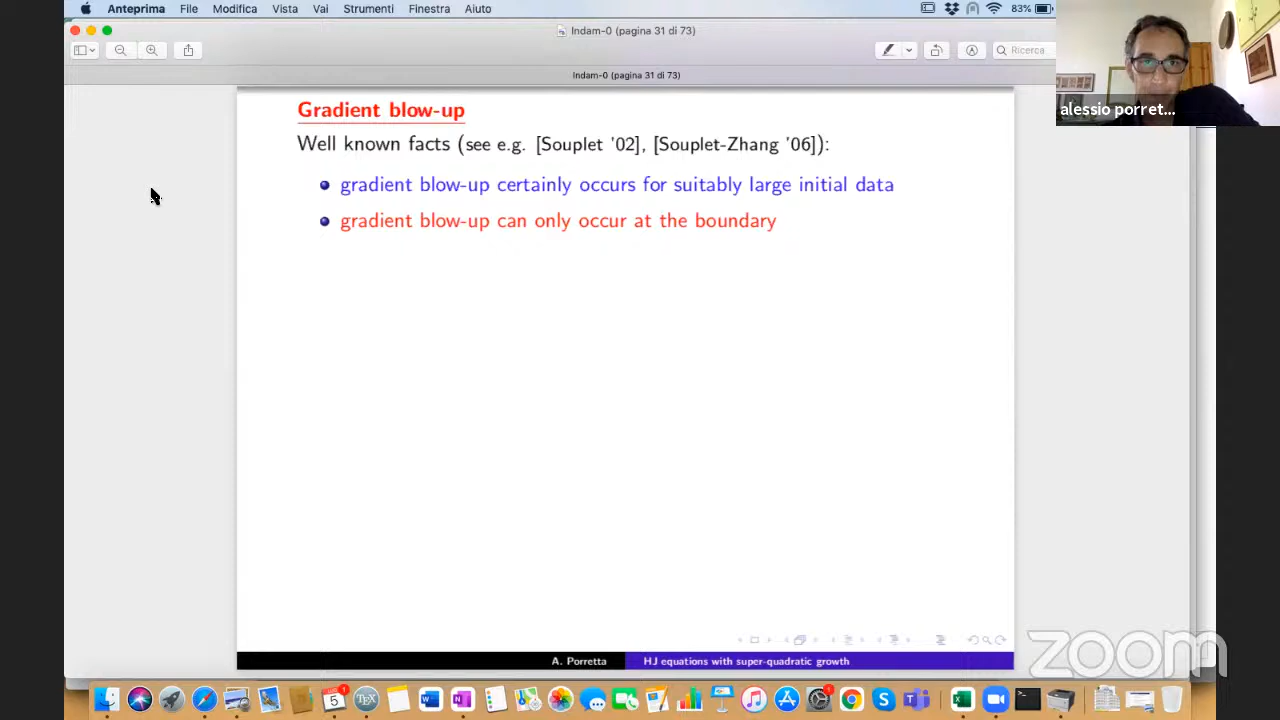 Anteprima File Modifica Vista Vai Strumenti Finestra Aiuto 83%
Indam-0 (pagina 31 di 73)
Ricerca
Indam-0 (pagina 31 di 73)
alessio porret...
Gradient blow-up
Well known facts (see e.g. [Souplet '02], [Souplet-Zhang '06]):
gradient blow-up certainly occurs for suitably large initial data
gradient blow-up can only occur at the boundary
A. Porretta HJ equations with super-quadratic growth
zoom
5
TEX